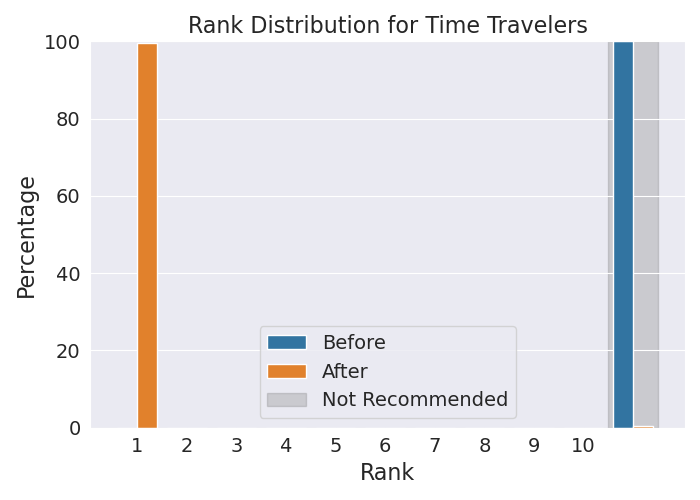 Rank Distribution for Time Travelers
100
80
60
40
20
0
Percentage
Before
After
Not Recommended
1 2 3 4 5 6 7 8 9 10
Rank